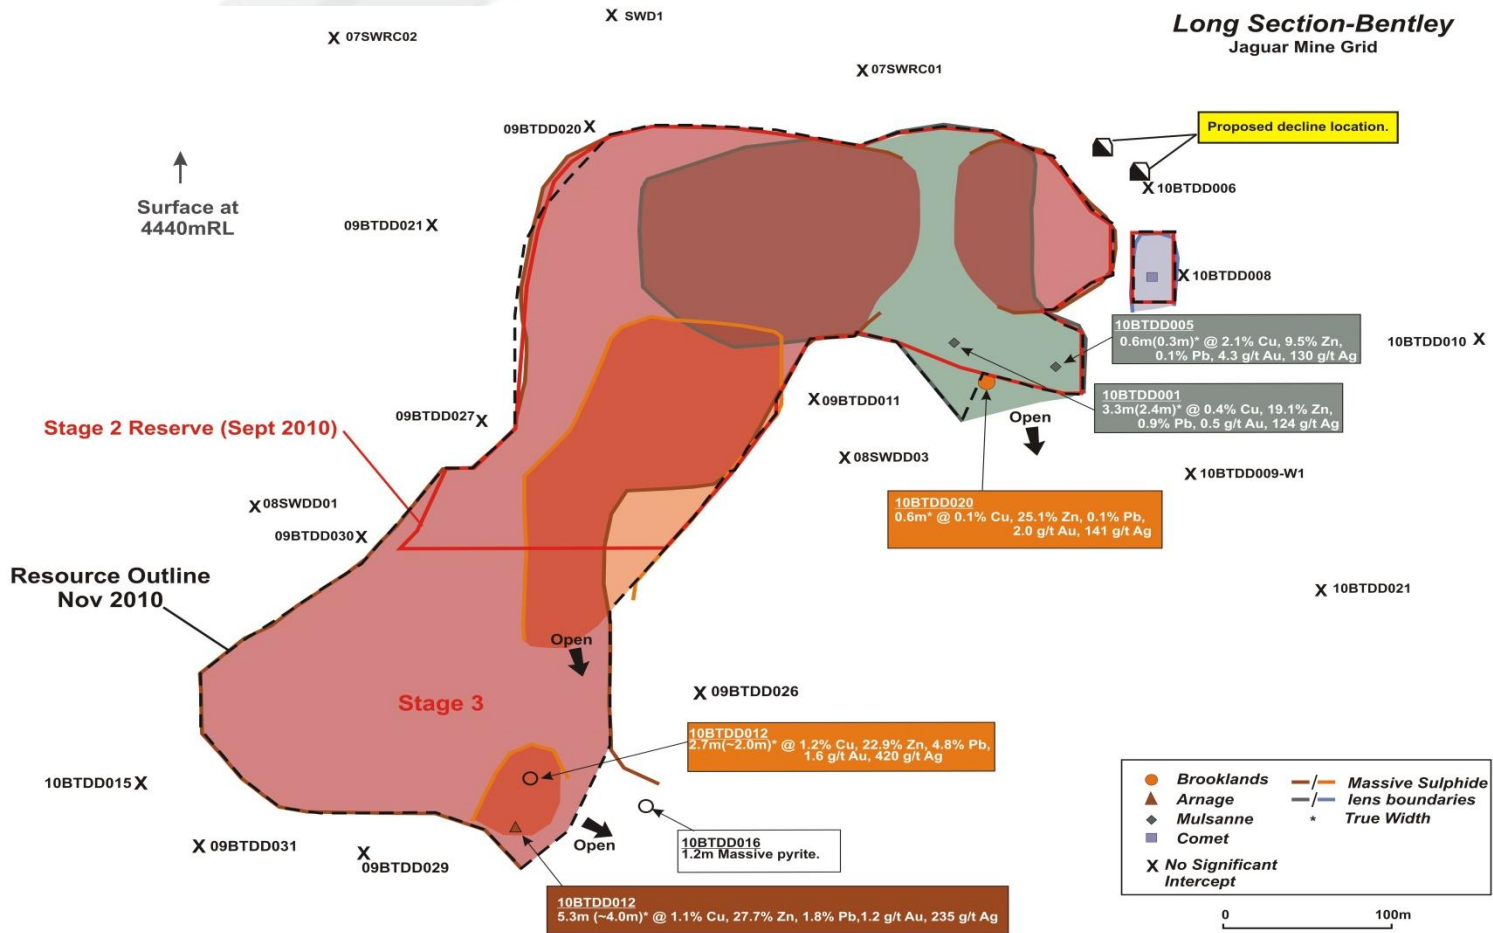 Long Section-Bentley
Jaguar Mine Grid
SWD1
07SWRC02
07SWRC01
09BTDD020
Proposed decline location.
10BTDD006
Surface at
4440mRL
09BTDD021
10BTDD008
10BTDD005
0.6m(0.3m)* @ 2.1% Cu, 9.5% Zn,
0.1% Pb, 4.3 g/t Au, 130 g/t Ag
10BTDD010
10BTDD001
3.3m(2.4m)* @ 0.4% Cu, 19.1% Zn,
0.9% Pb, 0.5 g/t Au, 124 g/t Ag
09BTDD011
09BTDD027
Open
Stage 2 Reserve (Sept 2010)
08SWDD03
10BTDD009-W1
10BTDD020
0.6m* @ 0.1% Cu, 25.1% Zn, 0.1% Pb,
2.0 g/t Au, 141 g/t Ag
08SWDD01
09BTDD030
Resource Outline
Nov 2010
10BTDD021
Open
Stage 3
09BTDD026
10BTDD012
2.7m(~2.0m)* @ 1.2% Cu, 22.9% Zn, 4.8% Pb,
1.6 g/t Au, 420 g/t Ag
10BTDD015
Open
10BTDD016
1.2m Massive pyrite.
09BTDD031
09BTDD029
10BTDD012
5.3m (~4.0m)* @ 1.1% Cu, 27.7% Zn, 1.8% Pb,1.2 g/t Au, 235 g/t Ag
Brooklands
Arnage
Mulsanne
Comet
X No Significant
Intercept
/ Massive Sulphide
/ lens boundaries
* True Width
0 100m